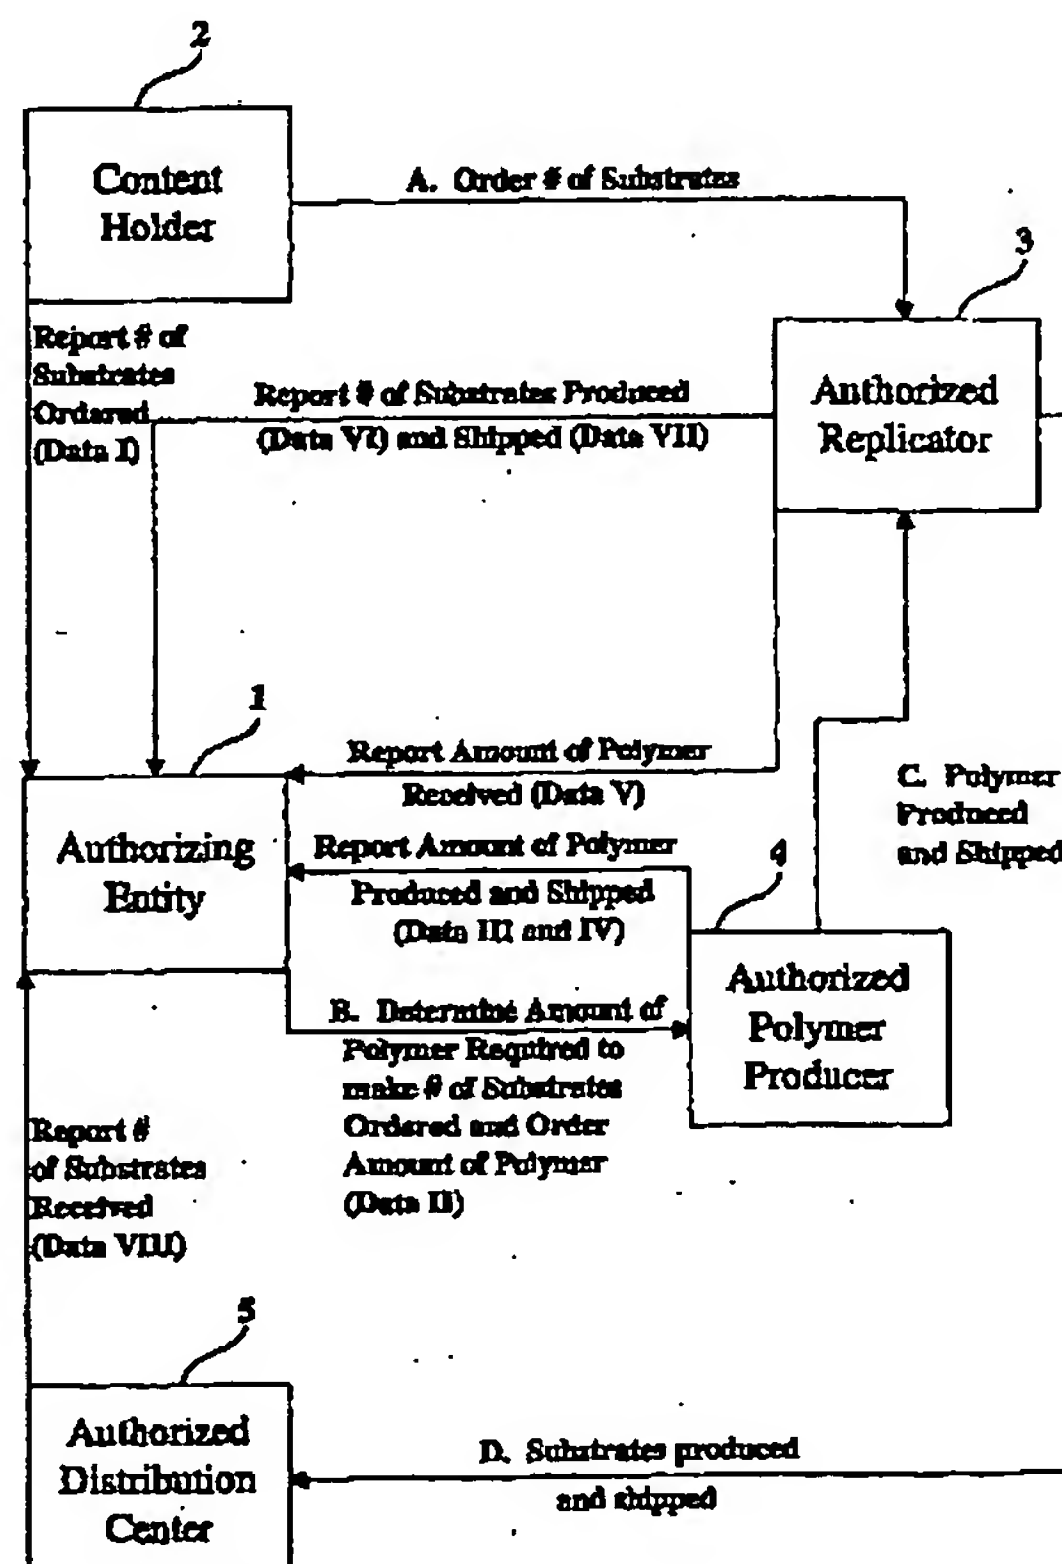 2
Content
Holder
A. Order # of Substrates
3
Report # of
Substrates
Ordered
(Data I)
Report # of Substrates Produced
(Data VI) and Shipped (Data VII)
Authorized
Replicator
1
Report Amount of Polymer
Received (Data V)
C. Polymer
Produced
and Shipped
Authorizing
Entity
Report Amount of Polymer
Produced and Shipped
(Data III and IV)
4
Authorized
Polymer
Producer
B. Determine Amount of
Polymer Required to
make # of Substrates
Ordered and Order
Amount of Polymer
(Data II)
Report #
of Substrates
Received
(Data VIII)
5
Authorized
Distribution
Center
D. Substrates produced
and shipped